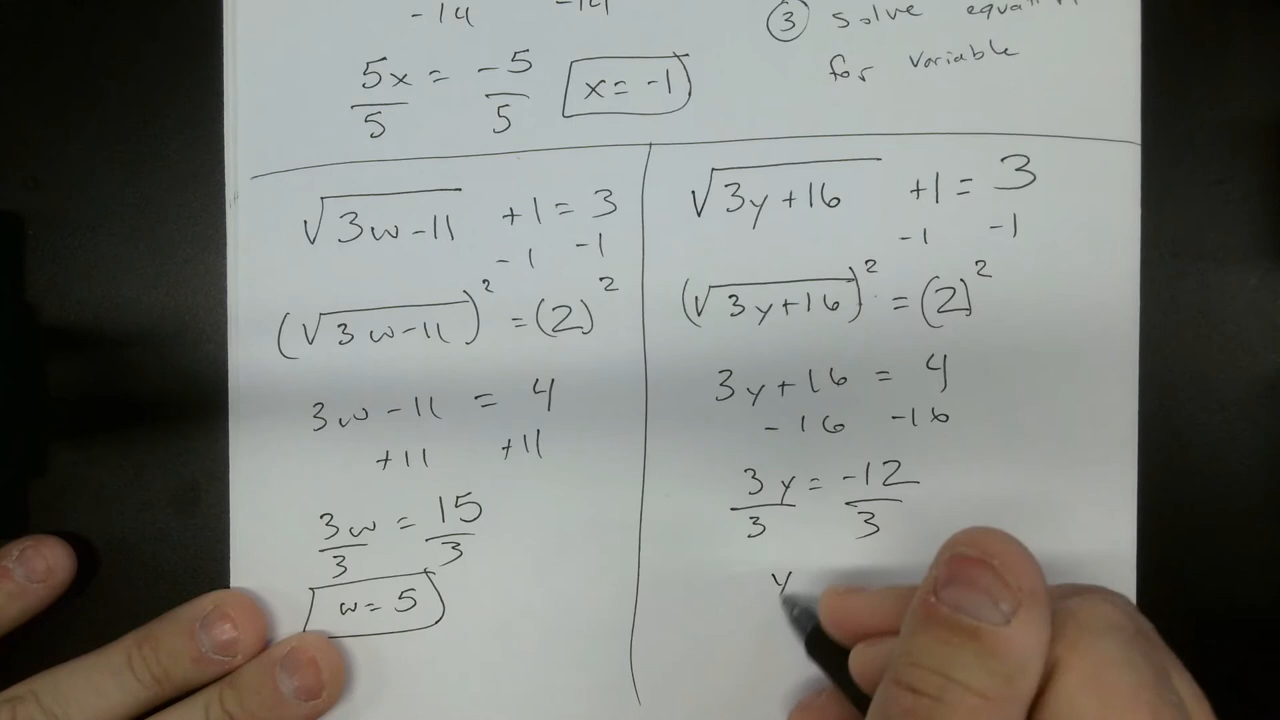 -14 -14
5x = -5
5 5
x = -1
③ solve
for variable
√3w-11 +1 = 3
-1 -1
(√3w-11)² = (2)²
3w-11 = 4
+11 +11
3w = 15
3 3
w = 5
√3y+16 +1 = 3
-1 -1
(√3y+16)² = (2)²
3y+16 = 4
-16 -16
3y = -12
3 3
y